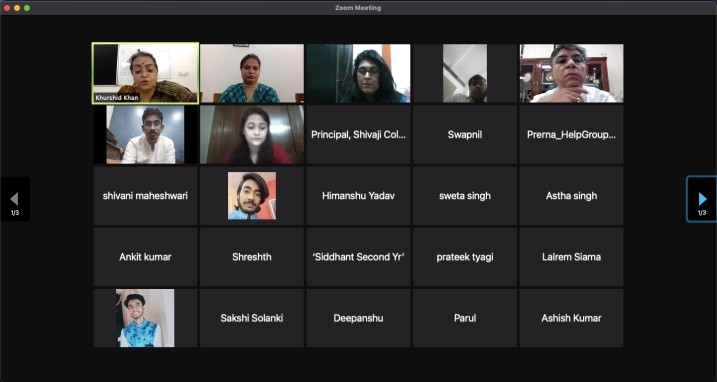 Zoom Meeting
Khurshid Khan
Principal, Shivaji Col...
Swapnil
Prerna_HelpGroup...
shivani maheshwari
Himanshu Yadav
sweta singh
Astha singh
1/3
1/3
Ankit kumar
Shreshth
‘Siddhant Second Yr’
prateek tyagi
Lalrem Siama
Sakshi Solanki
Deepanshu
Parul
Ashish Kumar